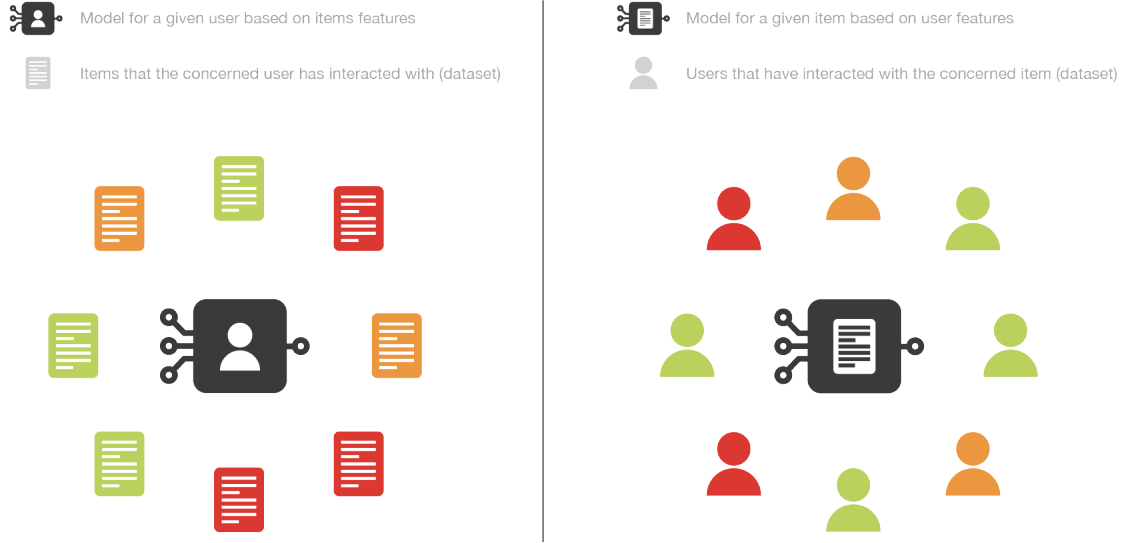 Model for a given user based on items features
Items that the concerned user has interacted with (dataset)
Model for a given item based on user features
Users that have interacted with the concerned item (dataset)